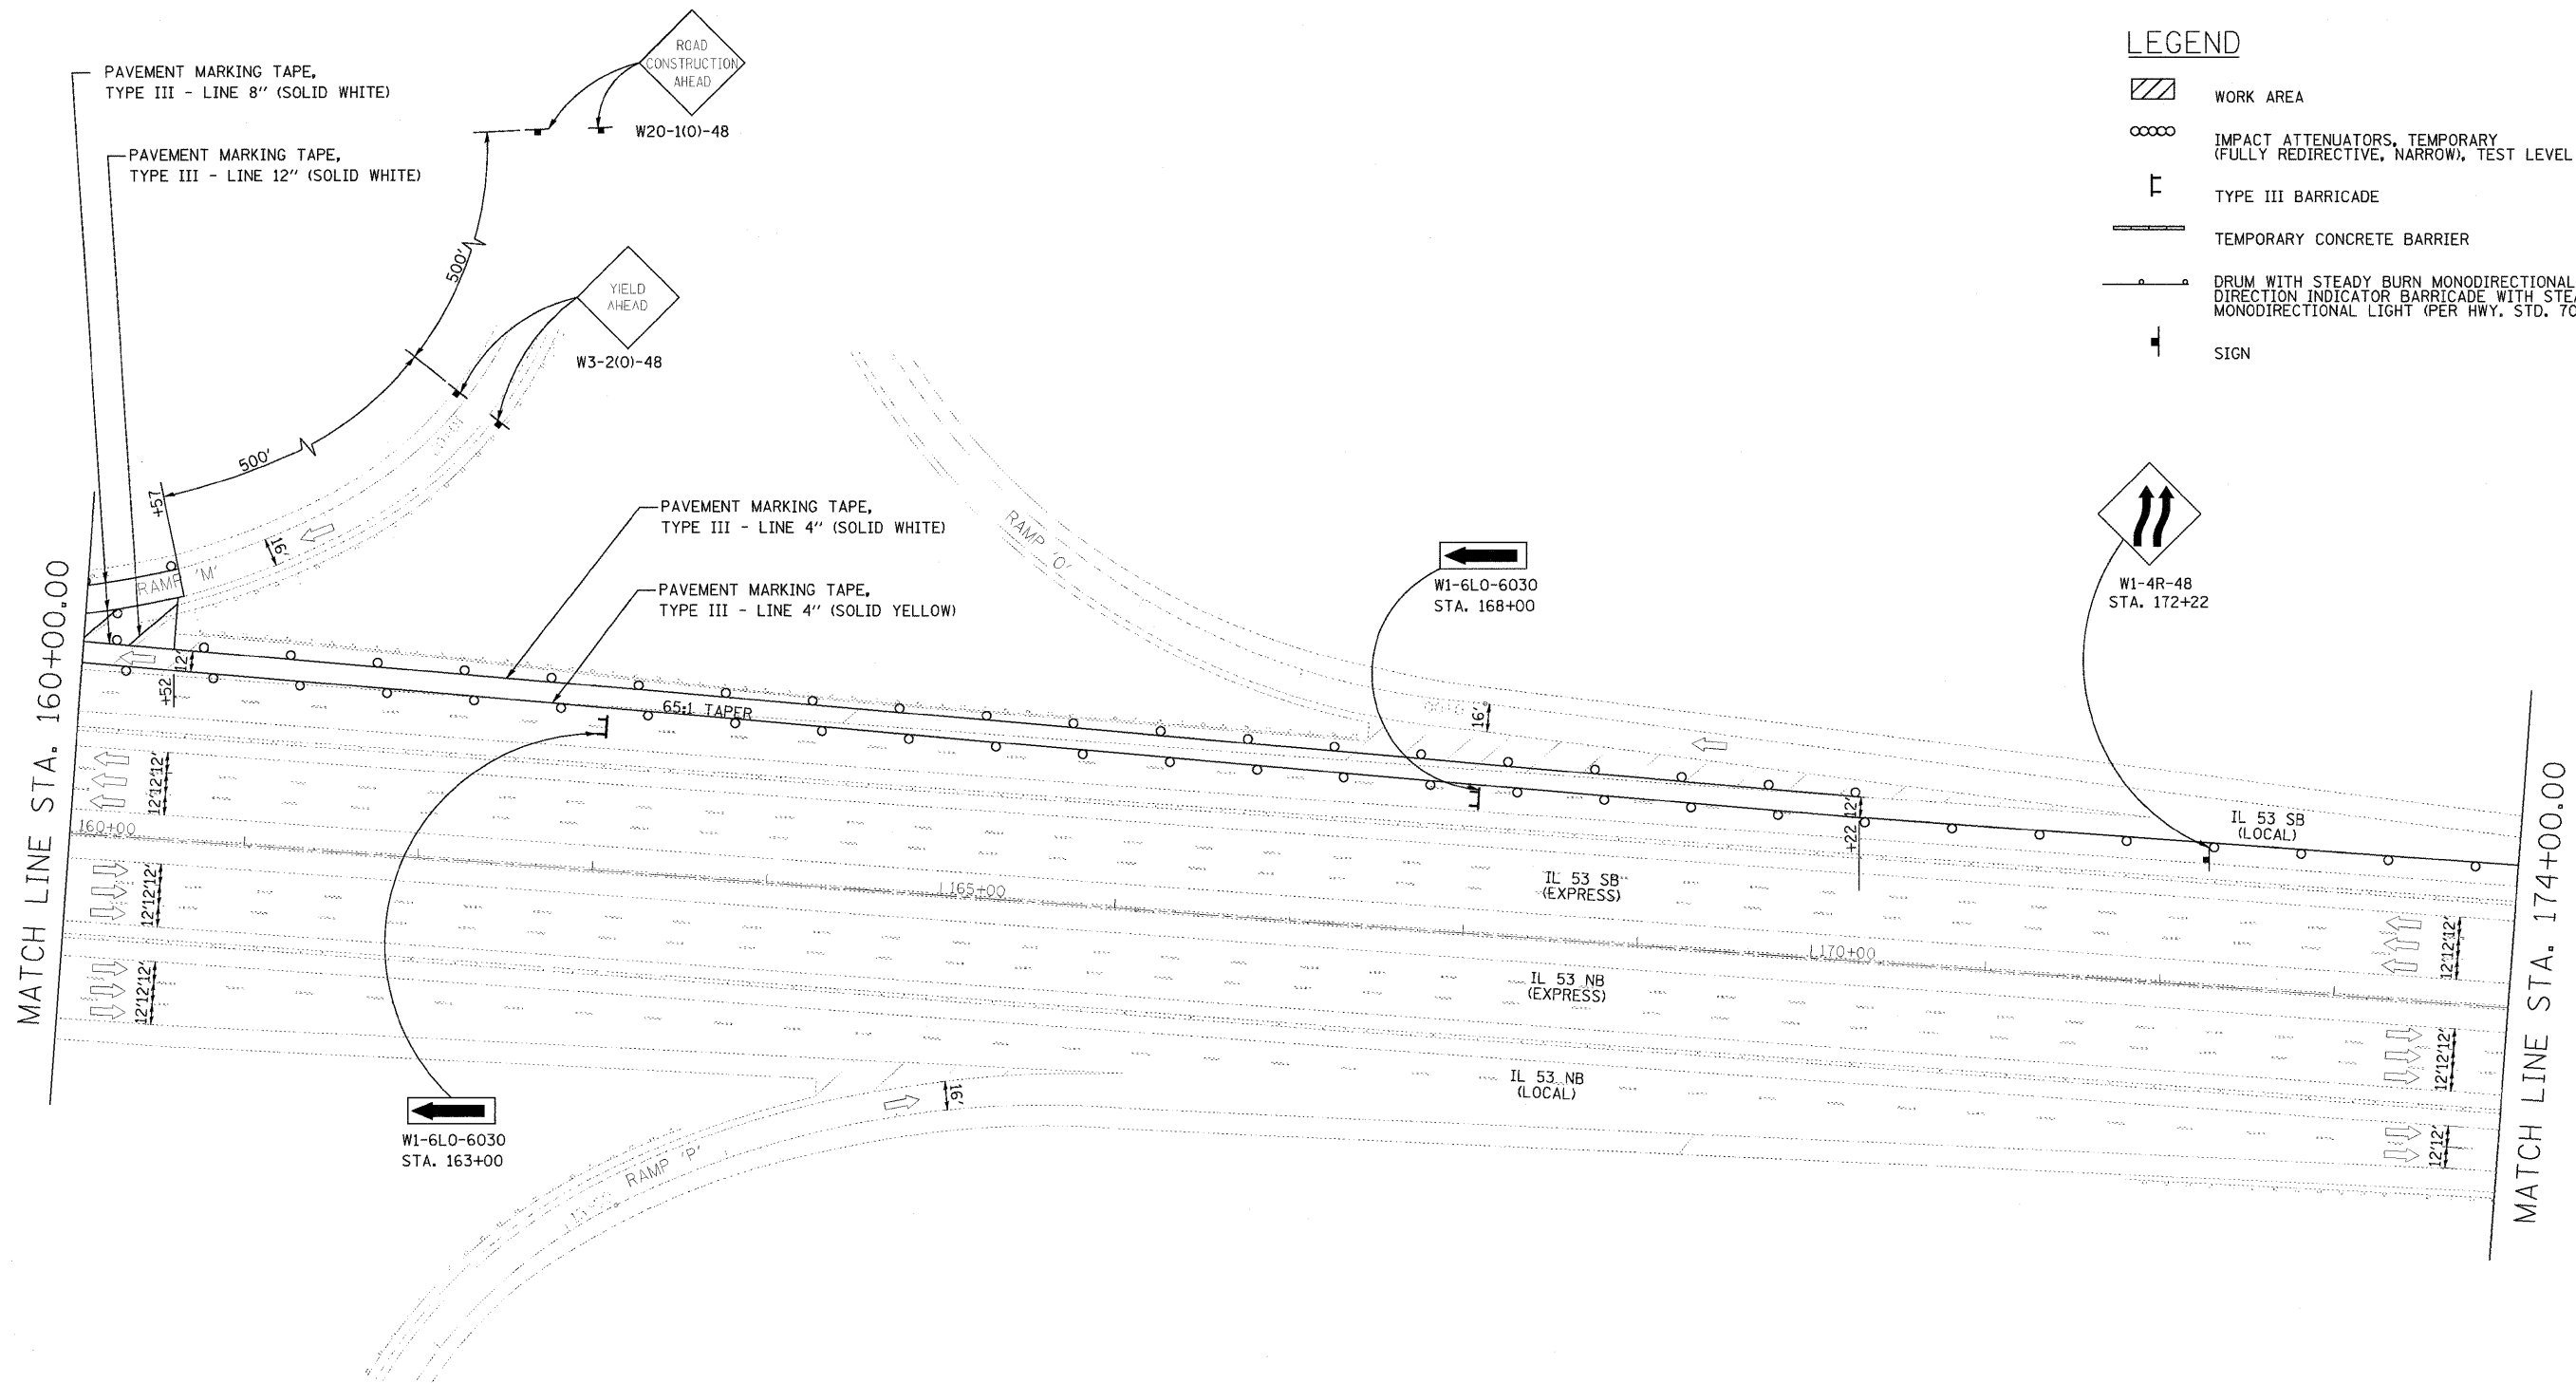 PAVEMENT MARKING TAPE,
TYPE III - LINE 8" (SOLID WHITE)
PAVEMENT MARKING TAPE,
TYPE III - LINE 12" (SOLID WHITE)
ROAD
CONSTRUCTION
AHEAD
W20-1(O)-48
500'
YIELD
AHEAD
W3-2(O)-48
500'
+57
16'
RAMP 'M'
PAVEMENT MARKING TAPE,
TYPE III - LINE 4" (SOLID WHITE)
PAVEMENT MARKING TAPE,
TYPE III - LINE 4" (SOLID YELLOW)
LEGEND
WORK AREA
IMPACT ATTENUATORS, TEMPORARY
(FULLY REDIRECTIVE, NARROW), TEST LEVEL
TYPE III BARRICADE
TEMPORARY CONCRETE BARRIER
DRUM WITH STEADY BURN MONODIRECTIONAL
DIRECTION INDICATOR BARRICADE WITH STEA
MONODIRECTIONAL LIGHT (PER HWY. STD. 70
SIGN
RAMP 'O'
W1-6LO-6030
STA. 168+00
W1-4R-48
STA. 172+22
MATCH LINE STA. 160+00.00
12'
+52
65:1 TAPER
16'
12'
+22
12'12'12'
160+00
12'12'12'
12'12'12'
165+00
170+00
IL 53 SB
(LOCAL)
IL 53 SB
(EXPRESS)
IL 53 NB
(EXPRESS)
IL 53 NB
(LOCAL)
12'12'12'
12'12'12'
12'12'
MATCH LINE STA. 174+00.00
16'
RAMP 'P'
W1-6LO-6030
STA. 163+00